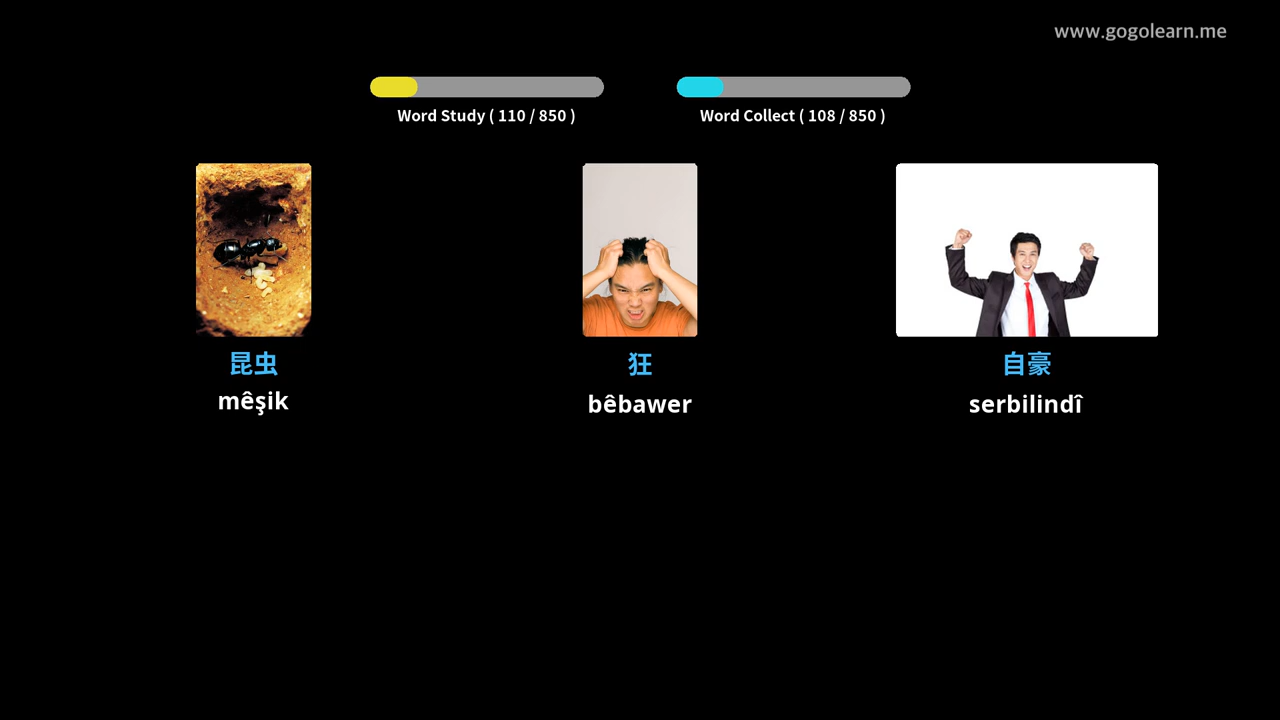 www.gogolearn.me
Word Study ( 110 / 850 )
Word Collect ( 108 / 850 )
昆虫
狂
自豪
mêşik
bêbawer
serbilindî